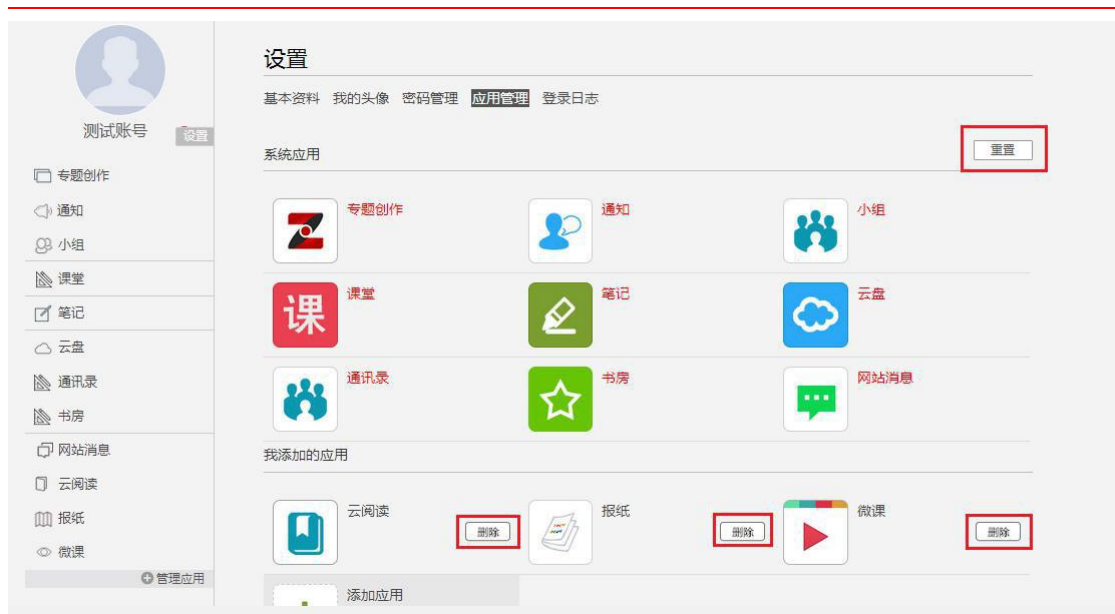 测试账号
设置
专题创作
通知
小组
课堂
笔记
云盘
通讯录
书房
网站消息
云阅读
报纸
微课
管理应用
设置
基本资料 我的头像 密码管理 应用管理 登录日志
系统应用
重置
专题创作
通知
小组
课
课堂
笔记
云盘
通讯录
书房
网站消息
我添加的应用
云阅读
删除
报纸
删除
微课
删除
添加应用